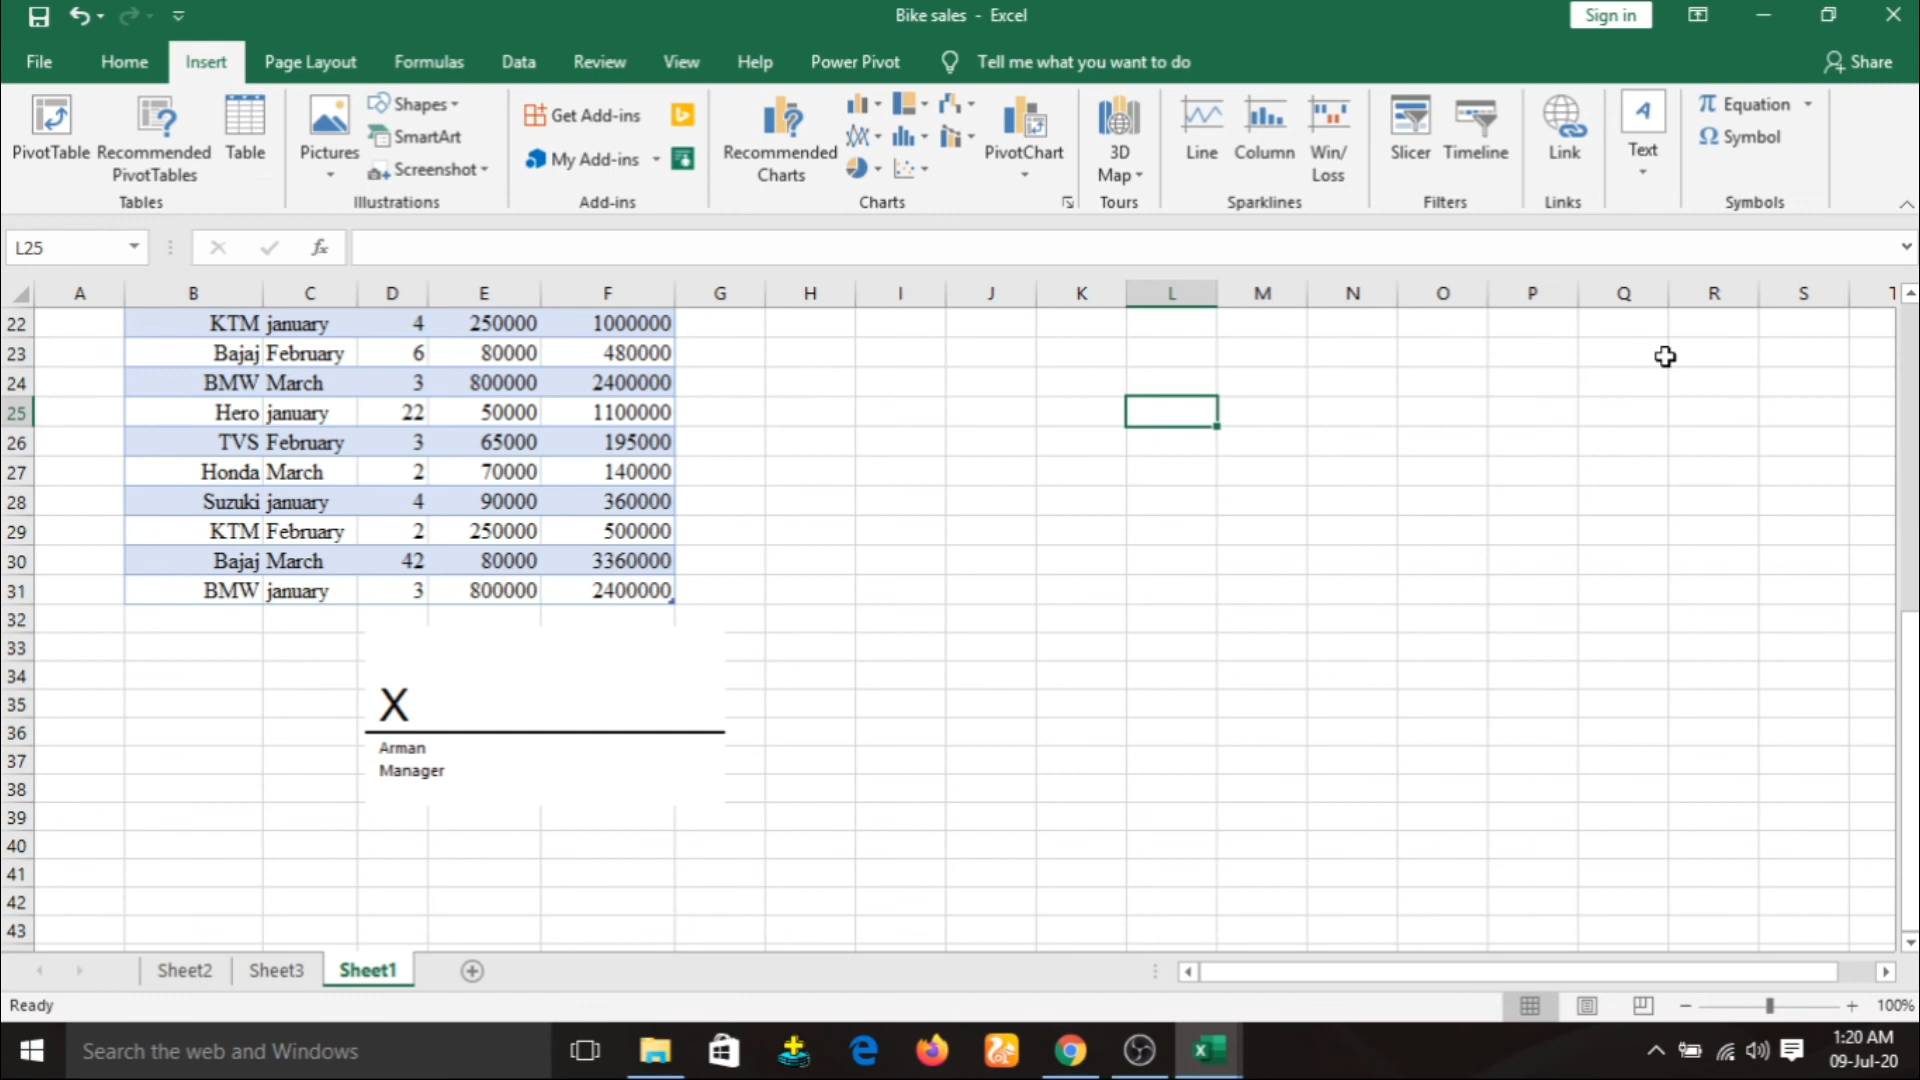 Bike sales - Excel
Sign in
File Home Insert Page Layout Formulas Data Review View Help Power Pivot Tell me what you want to do Share
PivotTable Recommended PivotTables Table
Tables
Pictures Shapes SmartArt Screenshot
Illustrations
Get Add-ins
My Add-ins
Add-ins
Recommended Charts PivotChart
Charts
3D Map
Tours
Line Column Win/Loss
Sparklines
Slicer Timeline
Filters
Link
Links
A
Text
π Equation
Ω Symbol
Symbols
L25 fx
A B C D E F G H I J K L M N O P Q R S T
22 KTM january 4 250000 1000000
23 Bajaj February 6 80000 480000
24 BMW March 3 800000 2400000
25 Hero january 22 50000 1100000
26 TVS February 3 65000 195000
27 Honda March 2 70000 140000
28 Suzuki january 4 90000 360000
29 KTM February 2 250000 500000
30 Bajaj March 42 80000 3360000
31 BMW january 3 800000 2400000
32
33
34
35 X
36
37 Arman
Manager
38
39
40
41
42
43
Sheet2 Sheet3 Sheet1
Ready 100%
Search the web and Windows
1:20 AM
09-Jul-20